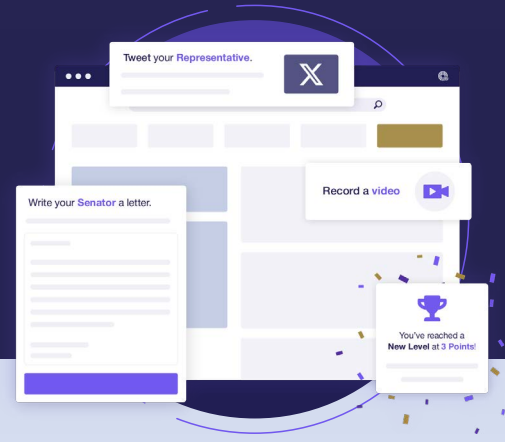 Tweet your Representative.
X
Record a video
Write your Senator a letter.
You've reached a
New Level at 3 Points!